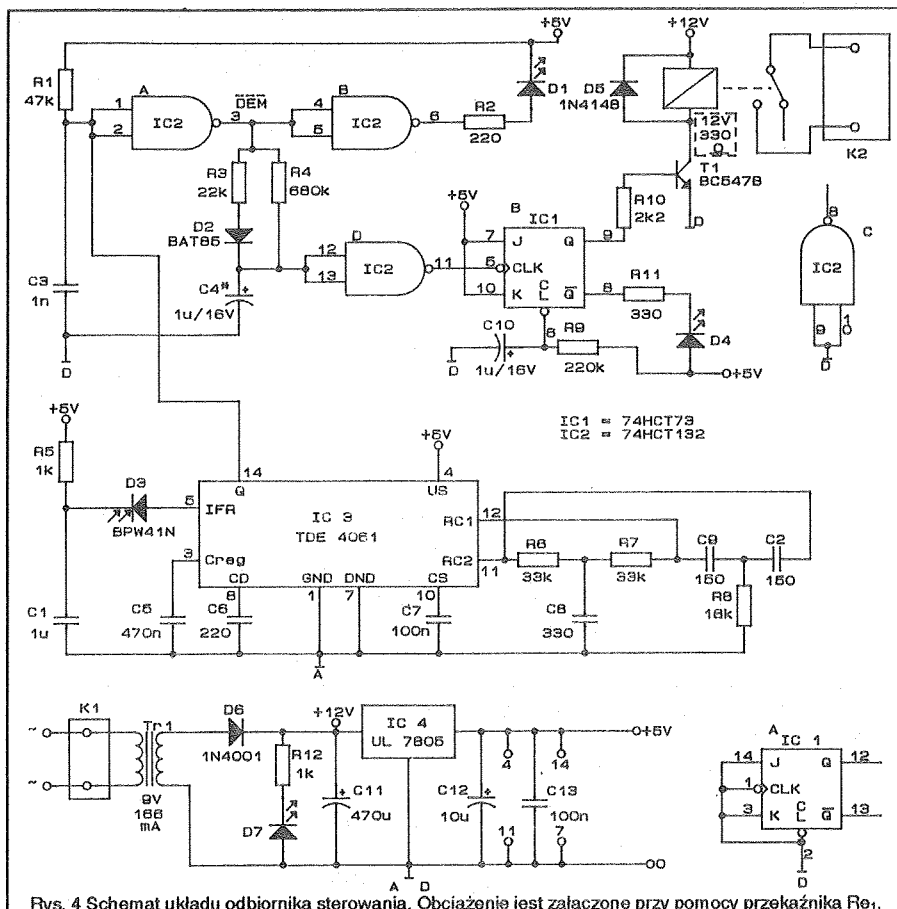 +5V
+12V
R1
47k
A
1
2
IC2
3
DEM
B
4
5
IC2
6
R2
220
D1
D5
1N4148
12V
330
Ω
K2
T1
BC547B
D
R3
22k
R4
680k
D2
BAT85
C4*
+
1u/16V
D
12
13
IC2
11
+5V
B
IC1
7
J
Q
9
5
CLK
10
K
C
L
Q
8
6
R10
2k2
R11
330
D4
C10
+
1u/16V
D
R9
220k
+5V
8
C
IC2
9
10
D
C3
1n
D
IC1 = 74HCT73
IC2 = 74HCT132
+5V
R5
1k
D3
BPW41N
+5V
14
Q
4
US
5
IFR
IC 3
TDE 4061
RC1
12
RC2
11
3
Creg
CD
8
GND
1
DND
7
CS
10
R6
33k
R7
33k
C9
150
C2
150
C1
1u
C5
470n
C6
220
C7
100n
C8
330
R8
18k
A
K1
~
~
Tr1
9V
166
mA
D6
1N4001
+12V
R12
1k
D7
C11
+
470u
IC 4
UL 7805
C12
+
10u
4
11
C13
100n
14
7
+5V
0
A D
A
IC 1
14
J
Q
12
1
CLK
3
K
C
L
Q
13
2
D
Rys. 4 Schemat układu odbiornika sterowania. Obciążenie jest załączone przy pomocy przekaźnika Re₁.